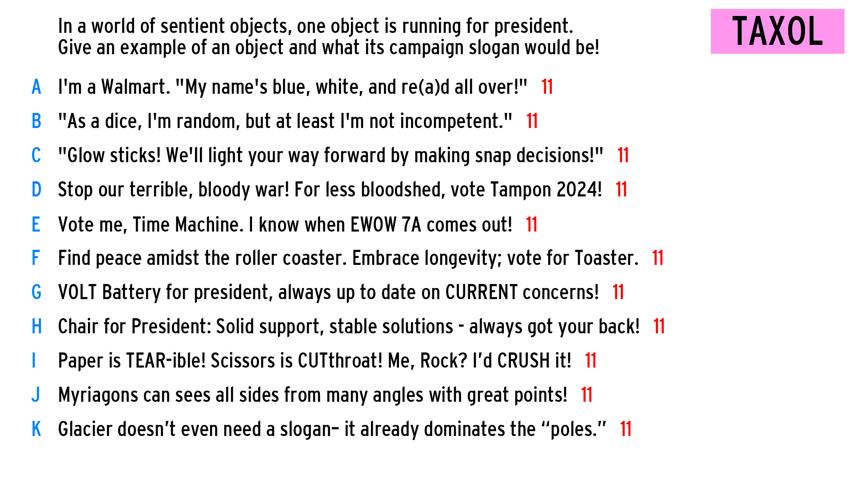 In a world of sentient objects, one object is running for president.
Give an example of an object and what its campaign slogan would be!
TAXOL
A I'm a Walmart. "My name's blue, white, and re(a)d all over!" 11
B "As a dice, I'm random, but at least I'm not incompetent." 11
C "Glow sticks! We'll light your way forward by making snap decisions!" 11
D Stop our terrible, bloody war! For less bloodshed, vote Tampon 2024! 11
E Vote me, Time Machine. I know when EWOW 7A comes out! 11
F Find peace amidst the roller coaster. Embrace longevity; vote for Toaster. 11
G VOLT Battery for president, always up to date on CURRENT concerns! 11
H Chair for President: Solid support, stable solutions - always got your back! 11
I Paper is TEAR-ible! Scissors is CUTthroat! Me, Rock? I’d CRUSH it! 11
J Myriagons can sees all sides from many angles with great points! 11
K Glacier doesn’t even need a slogan– it already dominates the “poles.” 11